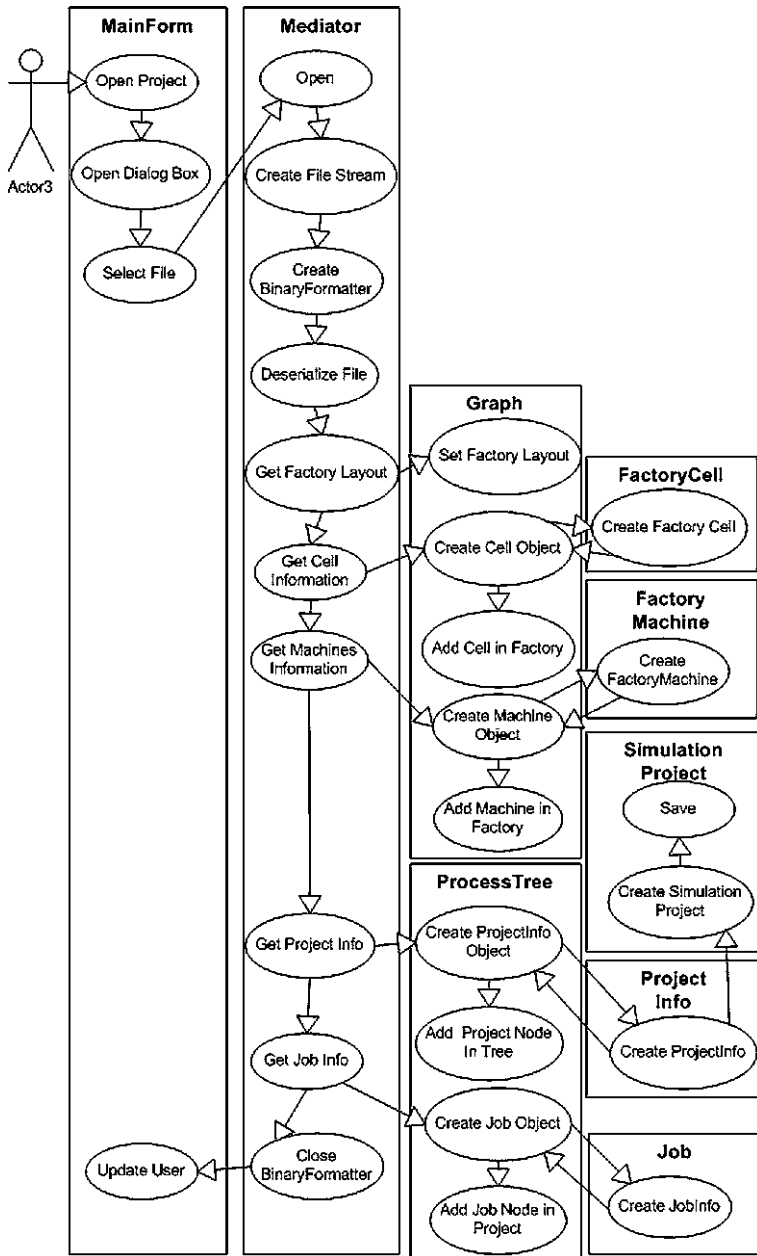 MainForm
Open Project
Open Dialog Box
Select File
Update User
Actor3
Mediator
Open
Create File Stream
Create
BinaryFormatter
Deserialize File
Get Factory Layout
Get Cell
Information
Get Machines
Information
Get Project Info
Get Job Info
Close
BinaryFormatter
Graph
Set Factory Layout
Create Cell Object
Add Cell in Factory
Create Machine
Object
Add Machine in
Factory
ProcessTree
Create ProjectInfo
Object
Add Project Node
In Tree
Create Job Object
Add Job Node in
Project
FactoryCell
Create Factory Cell
Factory
Machine
Create
FactoryMachine
Simulation
Project
Save
Create Simulation
Project
Project
Info
Create ProjectInfo
Job
Create JobInfo